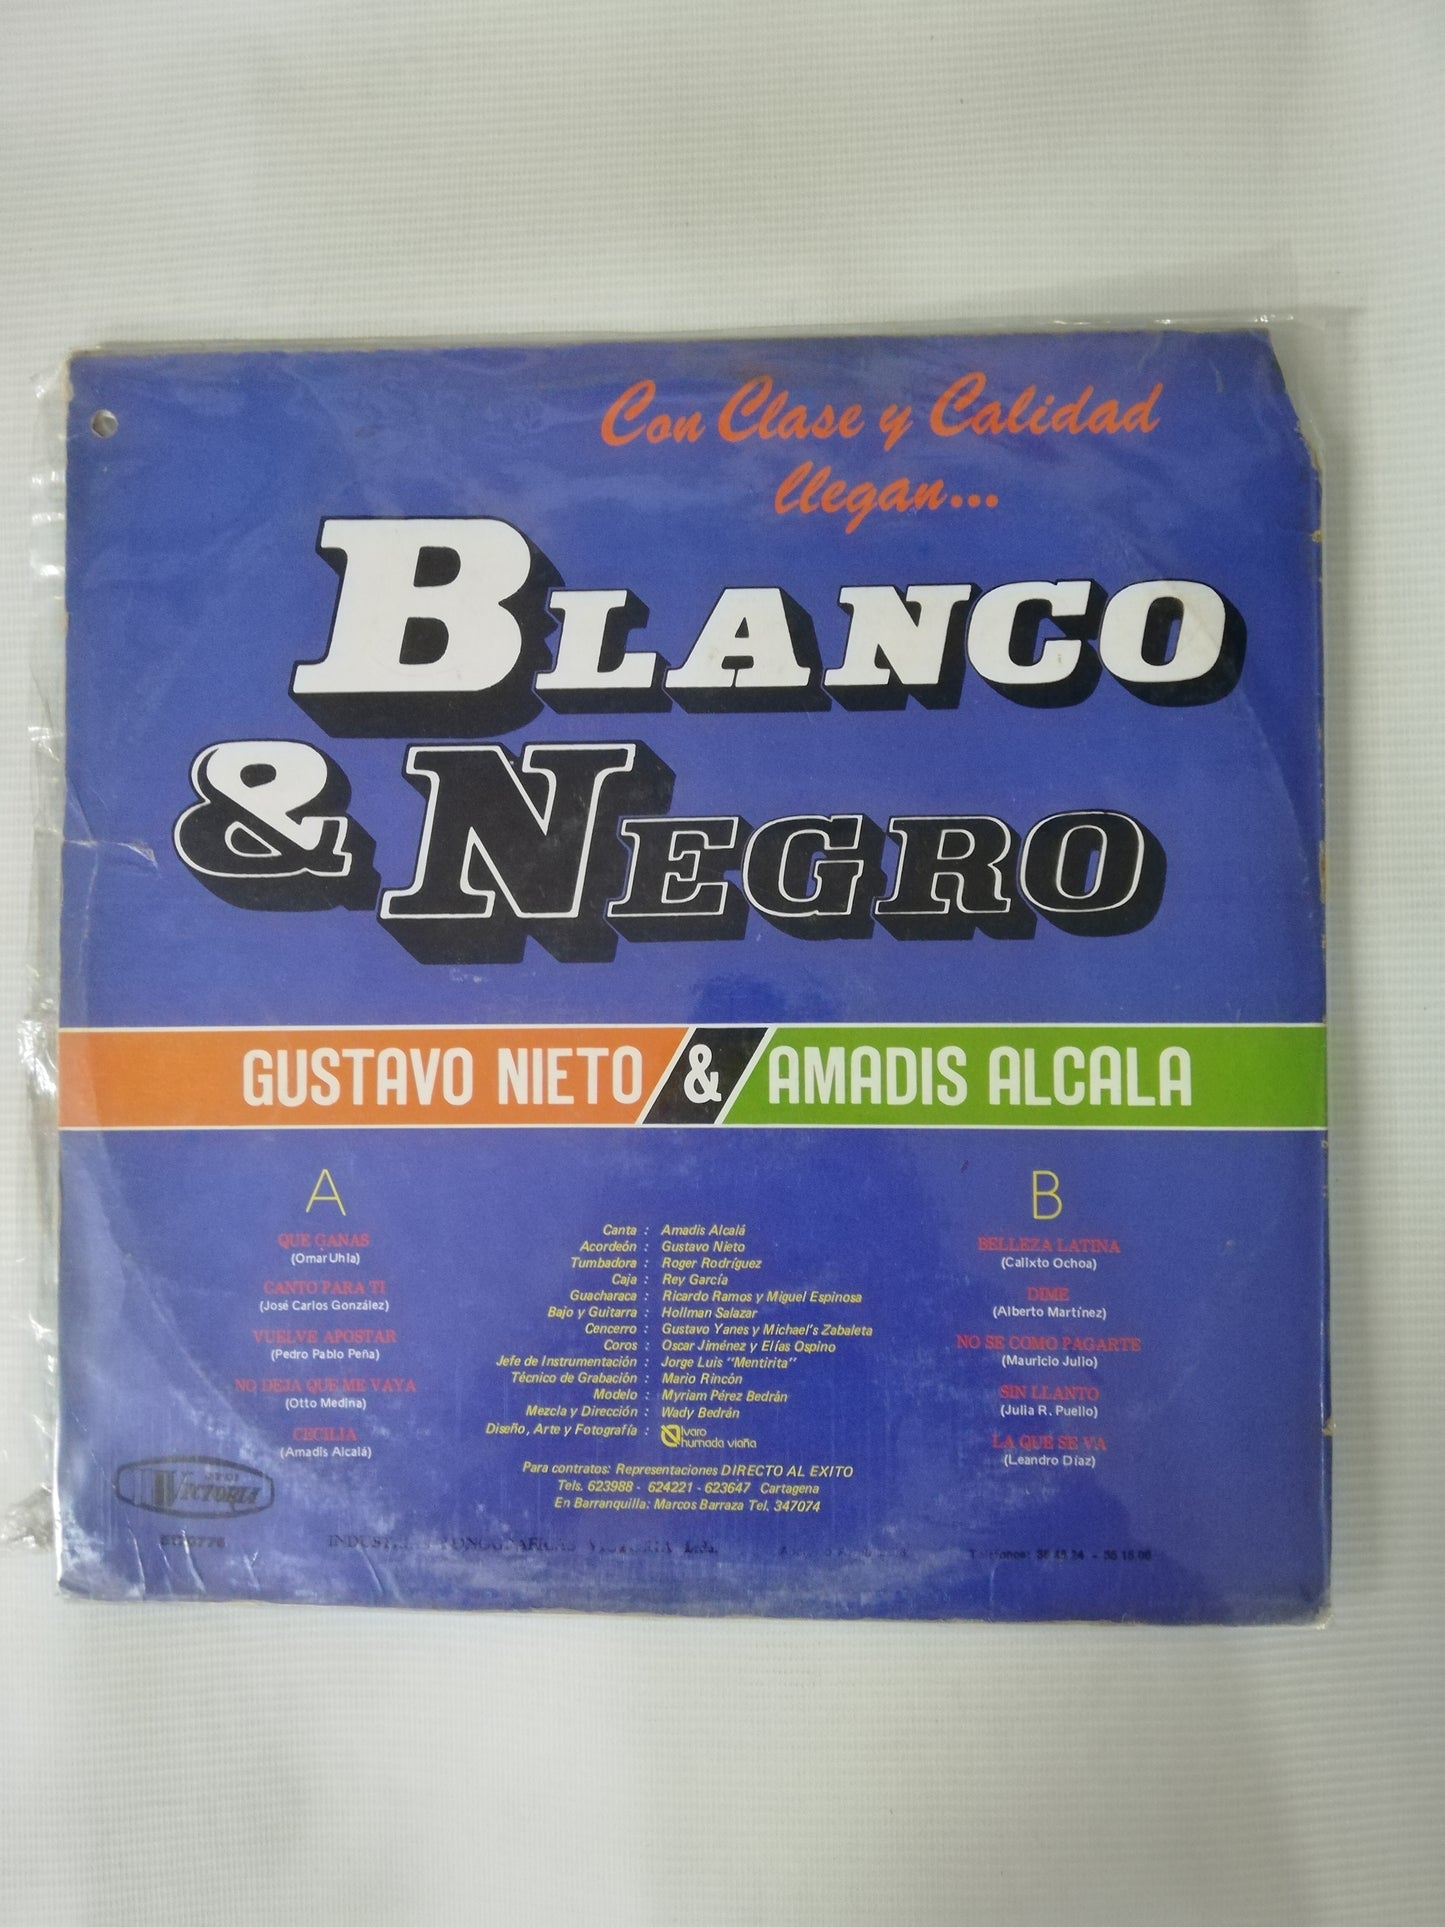 Con Clase y Calidad
llegan...
BLANCO
& NEGRO
GUSTAVO NIETO & AMADIS ALCALA
A
QUE GANAS
(Omar Uhia)
CANTO PARA TI
(José Carlos González)
VUELVE APOSTAR
(Pedro Pablo Peña)
NO DEJA QUE ME VAYA
(Otto Medina)
CECILIA
(Amadis Alcalá)
Canta : Amadis Alcalá
Acordeón : Gustavo Nieto
Tumbadora : Roger Rodríguez
Caja : Rey García
Guacharaca : Ricardo Ramos y Miguel Espinosa
Bajo y Guitarra : Hollman Salazar
Cencerro : Gustavo Yanes y Michael's Zabaleta
Coros : Oscar Jiménez y Elías Ospino
Jefe de Instrumentación : Jorge Luis "Mentirita"
Técnico de Grabación : Mario Rincón
Modelo : Myriam Pérez Bedrán
Mezcla y Dirección : Wady Bedrán
Diseño, Arte y Fotografía : lvaro
humada viaña
Para contratos: Representaciones DIRECTO AL EXITO
Tels. 623988 - 624221 - 623647 Cartagena
En Barranquilla: Marcos Barraza Tel. 347074
B
BELLEZA LATINA
(Calixto Ochoa)
DIME
(Alberto Martínez)
NO SE COMO PAGARTE
(Mauricio Julio)
SIN LLANTO
(Julia R. Puello)
LA QUE SE VA
(Leandro Díaz)
VICTORIA